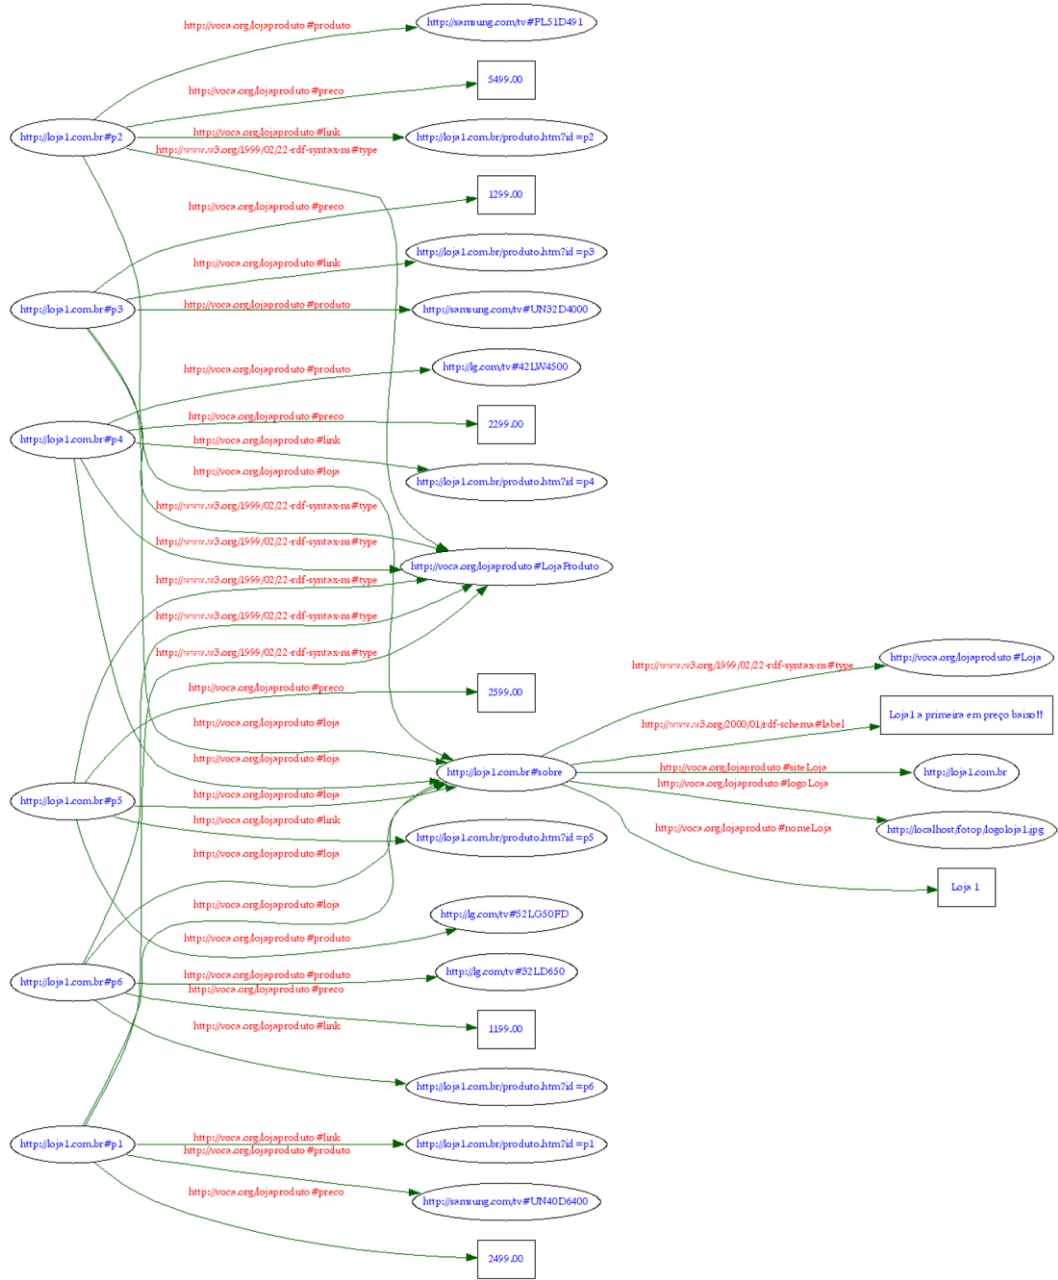 http://voca.org/lojaproduto#produto
http://samsung.com/tv#PL51D491
http://voca.org/lojaproduto#preco
5499.00
http://loja1.com.br#p2
http://voca.org/lojaproduto#link
http://loja1.com.br/produto.htm?id=p2
http://www.w3.org/1999/02/22-rdf-syntax-ns#type
1299.00
http://voca.org/lojaproduto#preco
http://loja1.com.br/produto.htm?id=p3
http://voca.org/lojaproduto#link
http://loja1.com.br#p3
http://voca.org/lojaproduto#produto
http://samsung.com/tv#UN32D4000
http://lg.com/tv#42LW4500
http://voca.org/lojaproduto#produto
http://voca.org/lojaproduto#preco
2299.00
http://loja1.com.br#p4
http://voca.org/lojaproduto#link
http://voca.org/lojaproduto#loja
http://loja1.com.br/produto.htm?id=p4
http://www.w3.org/1999/02/22-rdf-syntax-ns#type
http://www.w3.org/1999/02/22-rdf-syntax-ns#type
http://voca.org/lojaproduto#LojaProduto
http://www.w3.org/1999/02/22-rdf-syntax-ns#type
http://www.w3.org/1999/02/22-rdf-syntax-ns#type
http://www.w3.org/1999/02/22-rdf-syntax-ns#type
http://www.w3.org/1999/02/22-rdf-syntax-ns#type
http://voca.org/lojaproduto#Loja
http://voca.org/lojaproduto#preco
2599.00
http://voca.org/lojaproduto#loja
http://www.w3.org/2000/01/rdf-schema#label
Loja1 a primeira em preço baixo!!
http://voca.org/lojaproduto#loja
http://loja1.com.br#sobre
http://voca.org/lojaproduto#siteLoja
http://loja1.com.br
http://voca.org/lojaproduto#logoLoja
http://loja1.com.br#p5
http://voca.org/lojaproduto#loja
http://voca.org/lojaproduto#link
http://voca.org/lojaproduto#nomeLoja
http://localhost/fotop/logoloja1.jpg
http://loja1.com.br/produto.htm?id=p5
http://voca.org/lojaproduto#loja
Loja 1
http://voca.org/lojaproduto#loja
http://lg.com/tv#52LG50FD
http://voca.org/lojaproduto#produto
http://lg.com/tv#32LD650
http://voca.org/lojaproduto#produto
http://loja1.com.br#p6
http://voca.org/lojaproduto#preco
http://voca.org/lojaproduto#link
1199.00
http://loja1.com.br/produto.htm?id=p6
http://voca.org/lojaproduto#link
http://loja1.com.br#p1
http://loja1.com.br/produto.htm?id=p1
http://voca.org/lojaproduto#produto
http://voca.org/lojaproduto#preco
http://samsung.com/tv#UN40D6400
2499.00